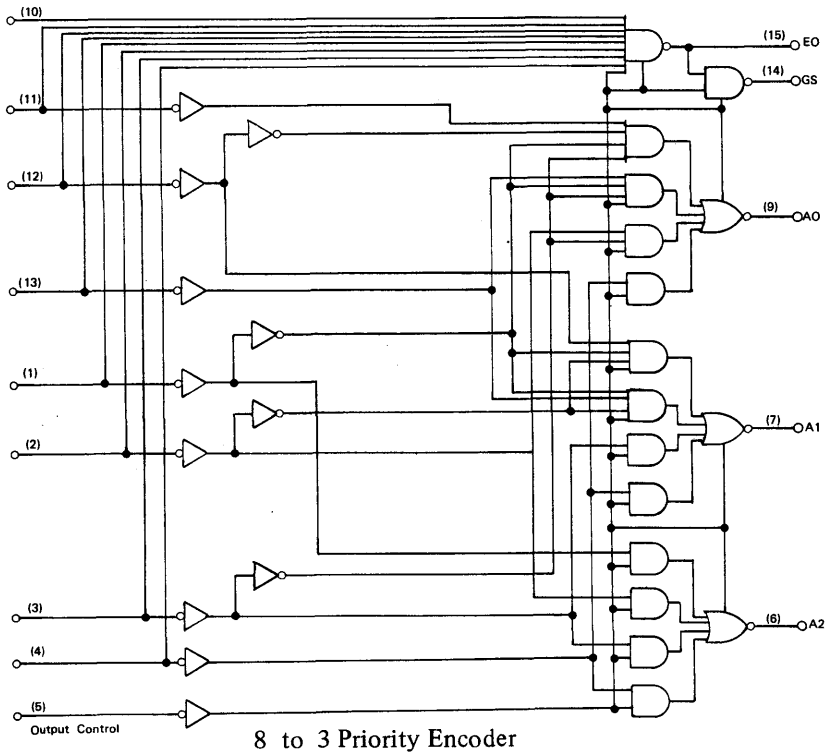 (10)
(15) EO
(14) GS
(11)
(12)
(9) A0
(13)
(1)
(7) A1
(2)
(3)
(6) A2
(4)
(5)
Output Control
8 to 3 Priority Encoder